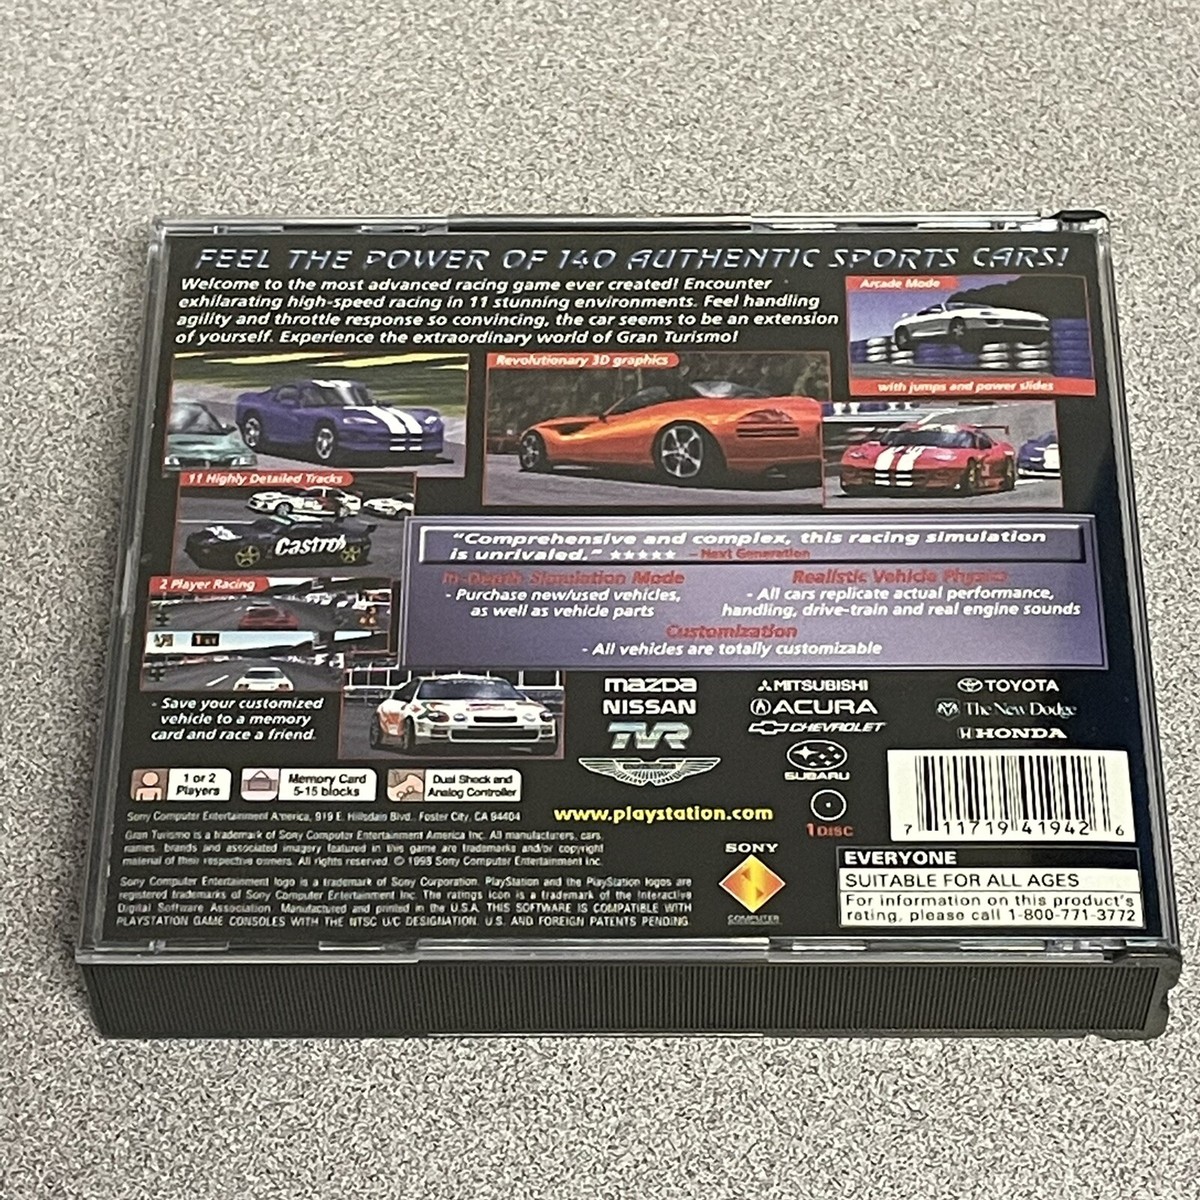 FEEL THE POWER OF 140 AUTHENTIC SPORTS CARS!
Welcome to the most advanced racing game ever created! Encounter
exhilarating high-speed racing in 11 stunning environments. Feel handling
agility and throttle response so convincing, the car seems to be an extension
of yourself. Experience the extraordinary world of Gran Turismo!
Arcade Mode
with jumps and power slides
Revolutionary 3D graphics
11 Highly Detailed Tracks
Castrol
2 Player Racing
"Comprehensive and complex, this racing simulation
is unrivaled." ★★★★★ – Next Generation
In-Depth Simulation Mode
- Purchase new/used vehicles,
as well as vehicle parts
Realistic Vehicle Physics
- All cars replicate actual performance,
handling, drive-train and real engine sounds
Customization
- All vehicles are totally customizable
- Save your customized
vehicle to a memory
card and race a friend.
mazda
NISSAN
TVR
MITSUBISHI
ACURA
CHEVROLET
TOYOTA
The New Dodge
HONDA
ASTON MARTIN
SUBARU
1 or 2
Players
Memory Card
5-15 blocks
Dual Shock and
Analog Controller
www.playstation.com
1 DISC
7 11719 41942 6
Sony Computer Entertainment America, 919 E. Hillsdale Blvd., Foster City, CA 94404
Gran Turismo is a trademark of Sony Computer Entertainment America Inc. All manufacturers, cars,
names, brands and associated imagery featured in this game are trademarks and/or copyright
material of their respective owners. All rights reserved. © 1998 Sony Computer Entertainment Inc.
Sony Computer Entertainment logo is a trademark of Sony Corporation. PlayStation and the PlayStation logos are
registered trademarks of Sony Computer Entertainment Inc. The ratings icon is a trademark of the Interactive
Digital Software Association. Manufactured and printed in the U.S.A. THIS SOFTWARE IS COMPATIBLE WITH
PLAYSTATION GAME CONSOLES WITH THE NTSC U/C DESIGNATION. U.S. AND FOREIGN PATENTS PENDING.
SONY
COMPUTER
EVERYONE
SUITABLE FOR ALL AGES
For information on this product's
rating, please call 1-800-771-3772